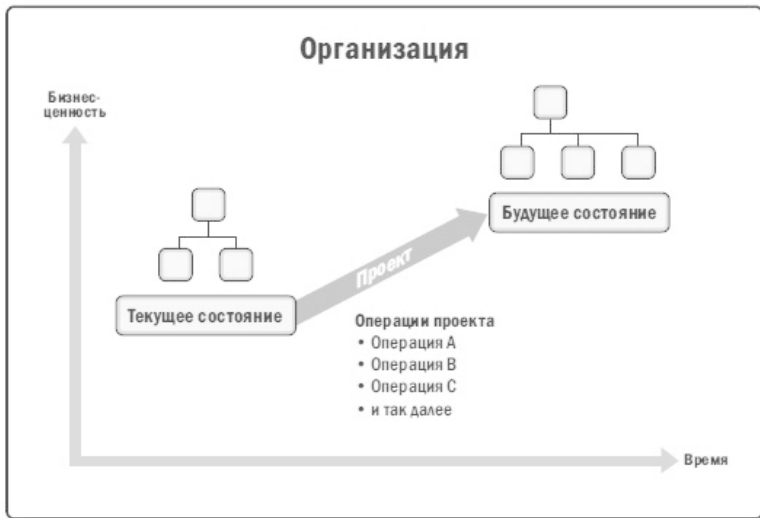 Организация
Бизнес-
ценность
Будущее состояние
Проект
Текущее состояние
Операции проекта
• Операция A
• Операция B
• Операция C
• и так далее
Время